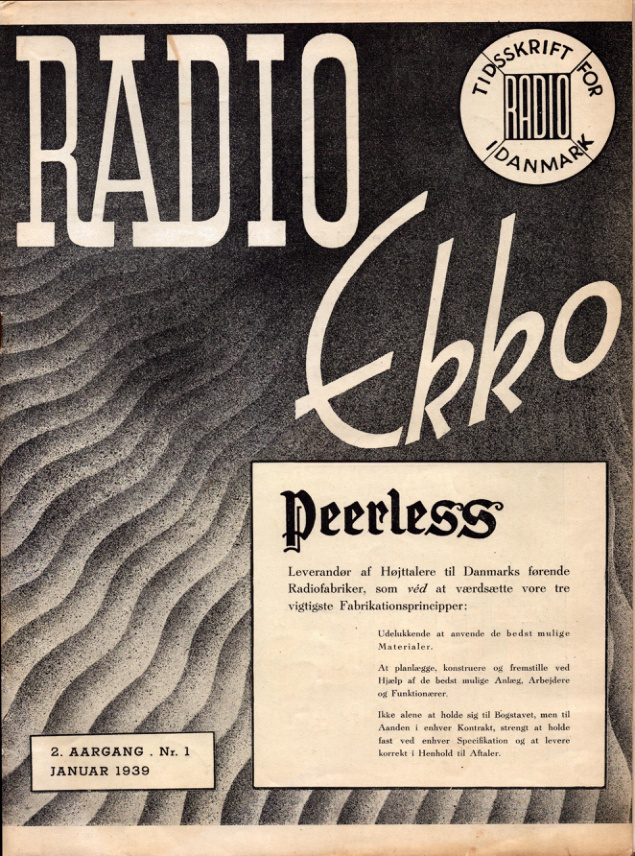 RADIO
Ekko
TIDSSKRIFT FOR
RADIO
I DANMARK
Peerless
Leverandør af Højttalere til Danmarks førende
Radiofabriker, som véd at værdsætte vore tre
vigtigste Fabrikationsprincipper:
Udelukkende at anvende de bedst mulige
Materialer.
At planlægge, konstruere og fremstille ved
Hjælp af de bedst mulige Anlæg, Arbejdere
og Funktionærer.
Ikke alene at holde sig til Bogstavet, men til
Aanden i enhver Kontrakt, strengt at holde
fast ved enhver Specifikation og at levere
korrekt i Henhold til Aftaler.
2. AARGANG . Nr. 1
JANUAR 1939